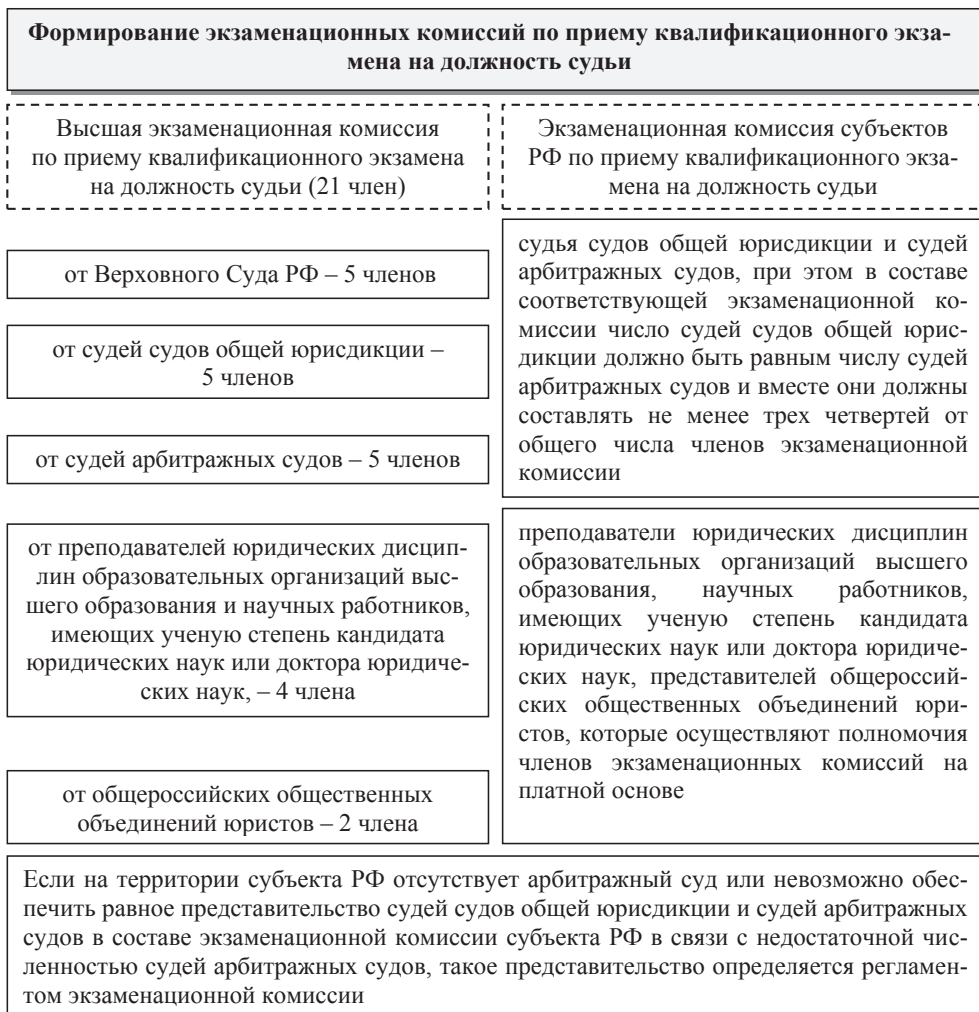 Формирование экзаменационных комиссий по приему квалификационного экза-
мена на должность судьи
Высшая экзаменационная комиссия
по приему квалификационного экзамена
на должность судьи (21 член)
от Верховного Суда РФ – 5 членов
от судей судов общей юрисдикции –
5 членов
от судей арбитражных судов – 5 членов
от преподавателей юридических дисцип-
лин образовательных организаций выс-
шего образования и научных работников,
имеющих ученую степень кандидата
юридических наук или доктора юридиче-
ских наук, – 4 члена
от общероссийских общественных
объединений юристов – 2 члена
Экзаменационная комиссия субъектов
РФ по приему квалификационного экза-
мена на должность судьи
судья судов общей юрисдикции и судей
арбитражных судов, при этом в составе
соответствующей экзаменационной ко-
миссии число судей судов общей юрис-
дикции должно быть равным числу судей
арбитражных судов и вместе они должны
составлять не менее трех четвертей от
общего числа членов экзаменационной
комиссии
преподаватели юридических дисциплин
образовательных организаций высшего
образования, научных работников,
имеющих ученую степень кандидата
юридических наук или доктора юридиче-
ских наук, представителей общероссий-
ских общественных объединений юри-
стов, которые осуществляют полномочия
членов экзаменационных комиссий на
платной основе
Если на территории субъекта РФ отсутствует арбитражный суд или невозможно обес-
печить равное представительство судей судов общей юрисдикции и судей арбитражных
судов в составе экзаменационной комиссии субъекта РФ в связи с недостаточной чис-
ленностью судей арбитражных судов, такое представительство определяется регламен-
том экзаменационной комиссии